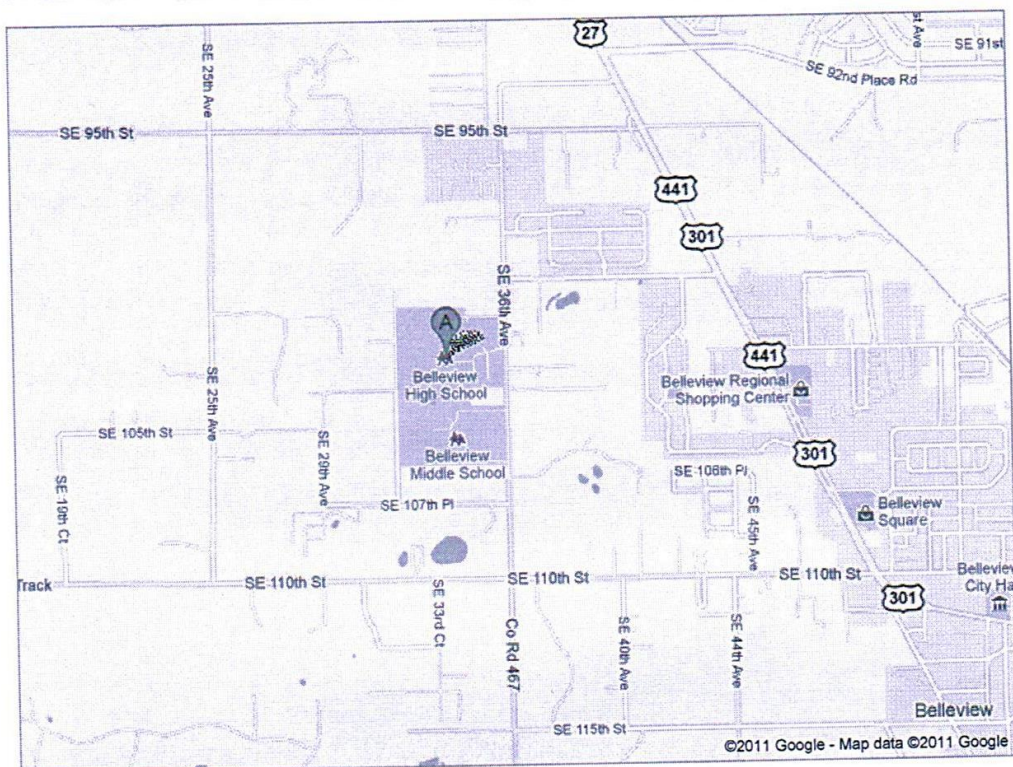 27
SE 25th Ave
SE 91st
SE 92nd Place Rd
SE 95th St
SE 95th St
441
301
SE 36th Ave
A
441
Belleview
High School
Belleview Regional
Shopping Center
SE 25th Ave
SE 105th St
SE 29th Ave
Belleview
Middle School
301
SE 106th Pl
SE 19th Ct
SE 107th Pl
SE 45th Ave
Belleview
Square
Track
SE 110th St
SE 110th St
SE 110th St
Belleview
City Ha
301
SE 33rd Ct
Co Rd 467
SE 40th Ave
SE 44th Ave
Belleview
SE 115th St
©2011 Google - Map data ©2011 Google